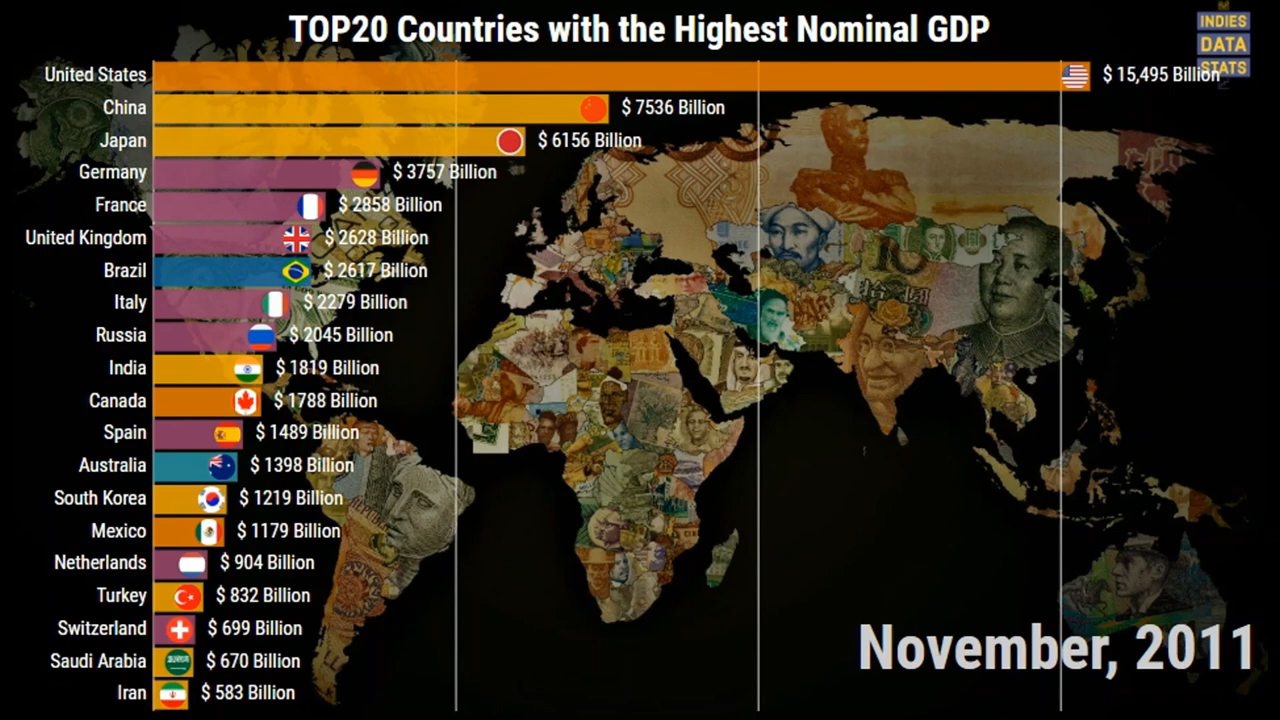 TOP20 Countries with the Highest Nominal GDP
INDIES
DATA
STATS
United States $ 15,495 Billion
China $ 7536 Billion
Japan $ 6156 Billion
Germany $ 3757 Billion
France $ 2858 Billion
United Kingdom $ 2628 Billion
Brazil $ 2617 Billion
Italy $ 2279 Billion
Russia $ 2045 Billion
India $ 1819 Billion
Canada $ 1788 Billion
Spain $ 1489 Billion
Australia $ 1398 Billion
South Korea $ 1219 Billion
Mexico $ 1179 Billion
Netherlands $ 904 Billion
Turkey $ 832 Billion
Switzerland $ 699 Billion
Saudi Arabia $ 670 Billion
Iran $ 583 Billion
November, 2011